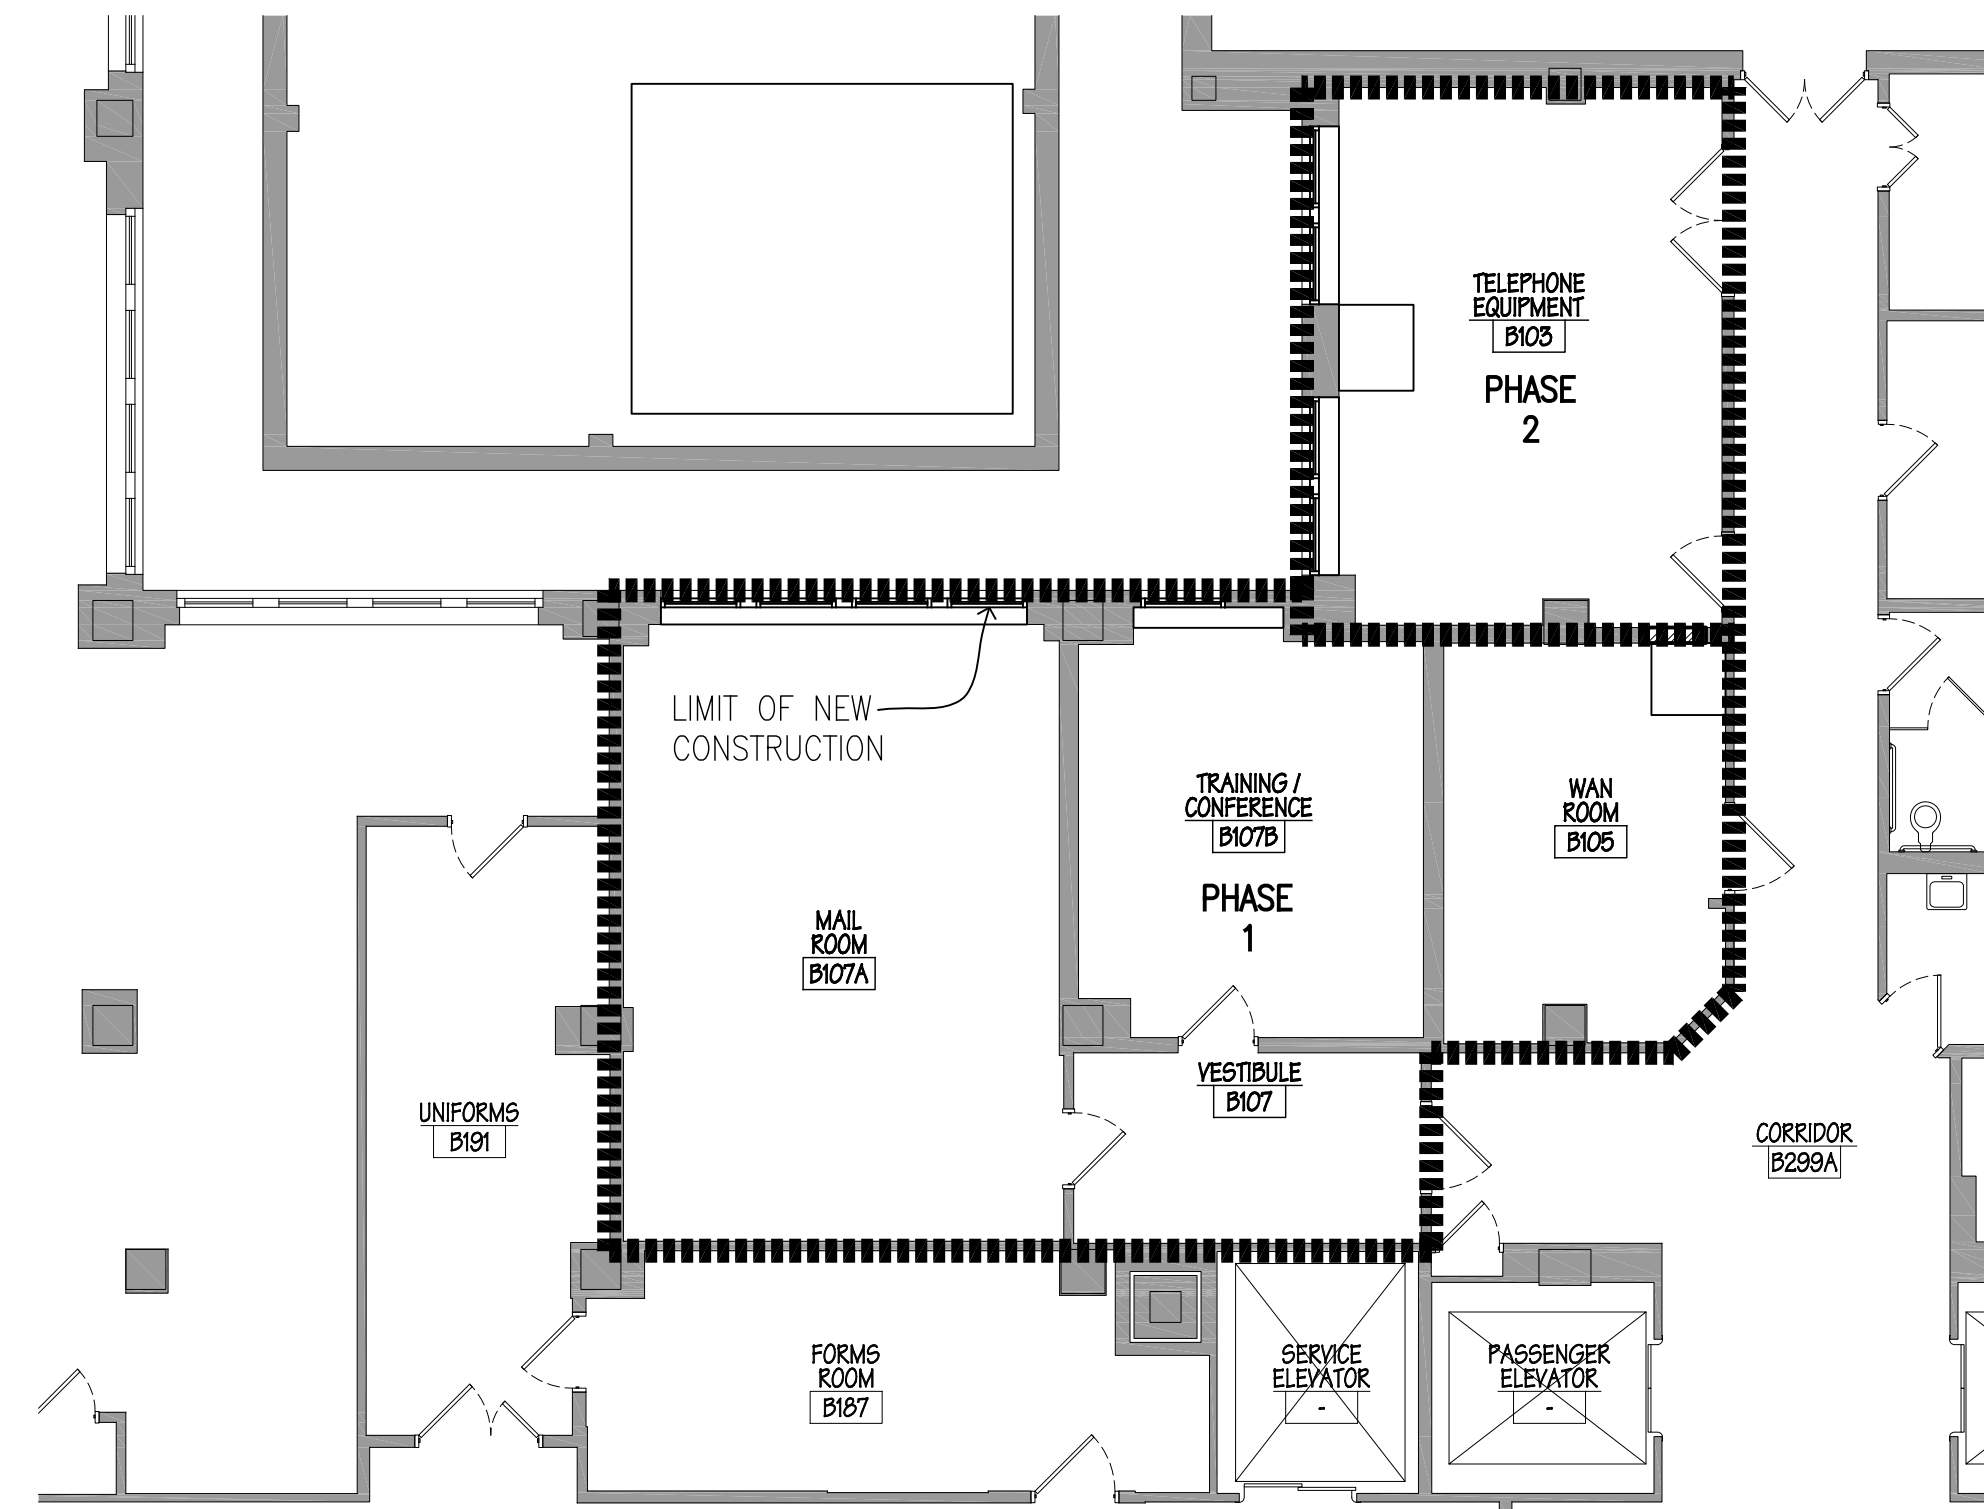 TELEPHONE
EQUIPMENT
B103
PHASE
2
LIMIT OF NEW
CONSTRUCTION
TRAINING /
CONFERENCE
B107B
PHASE
1
WAN
ROOM
B105
MAIL
ROOM
B107A
VESTIBULE
B107
UNIFORMS
B191
CORRIDOR
B299A
FORMS
ROOM
B187
SERVICE
ELEVATOR
-
PASSENGER
ELEVATOR
-